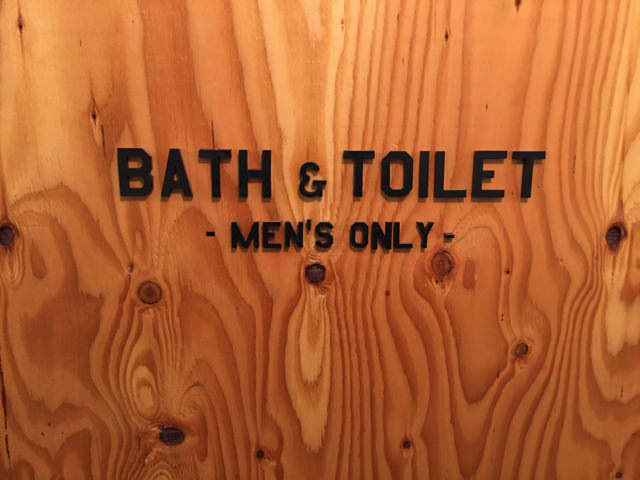 BATH & TOILET
- MEN'S ONLY -